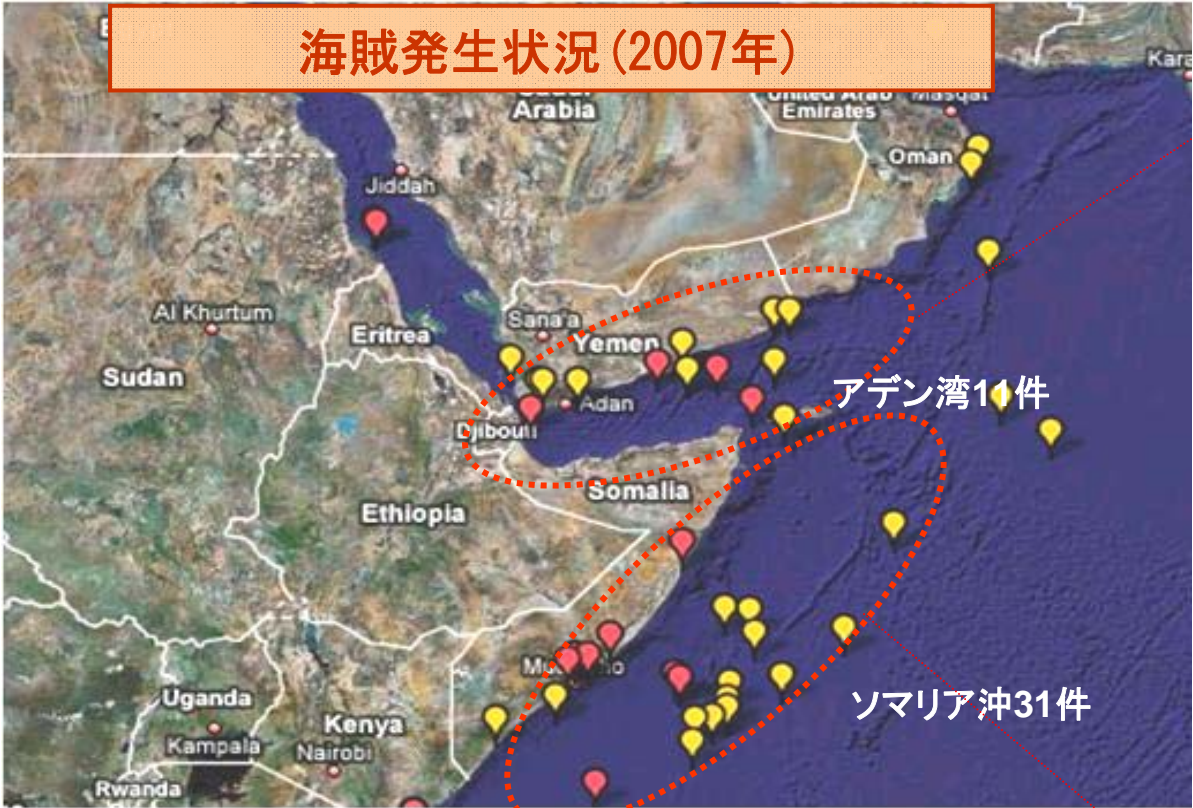 海賊発生状況(2007年)
Kara
Arabia
United Arab
Emirates
Masqat
Oman
Jiddah
Al Khurtum
Eritrea
Sana'a
Yemen
Sudan
Adan
アデン湾11件
Djibouti
Somalia
Ethiopia
ソマリア沖31件
Uganda
Kenya
Kampala
Nairobi
Rwanda